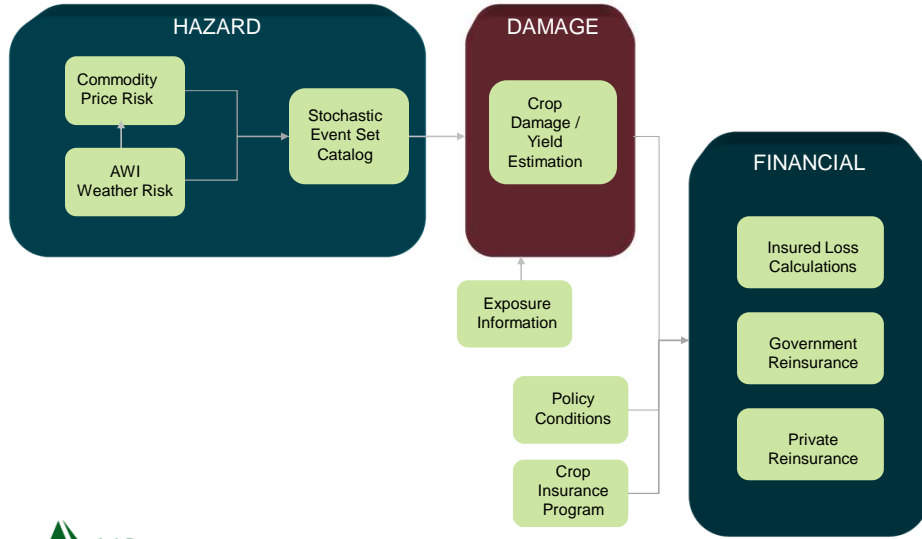 HAZARD
Commodity
Price Risk
AWI
Weather Risk
Stochastic
Event Set
Catalog
DAMAGE
Crop
Damage /
Yield
Estimation
Exposure
Information
Policy
Conditions
Crop
Insurance
Program
FINANCIAL
Insured Loss
Calculations
Government
Reinsurance
Private
Reinsurance